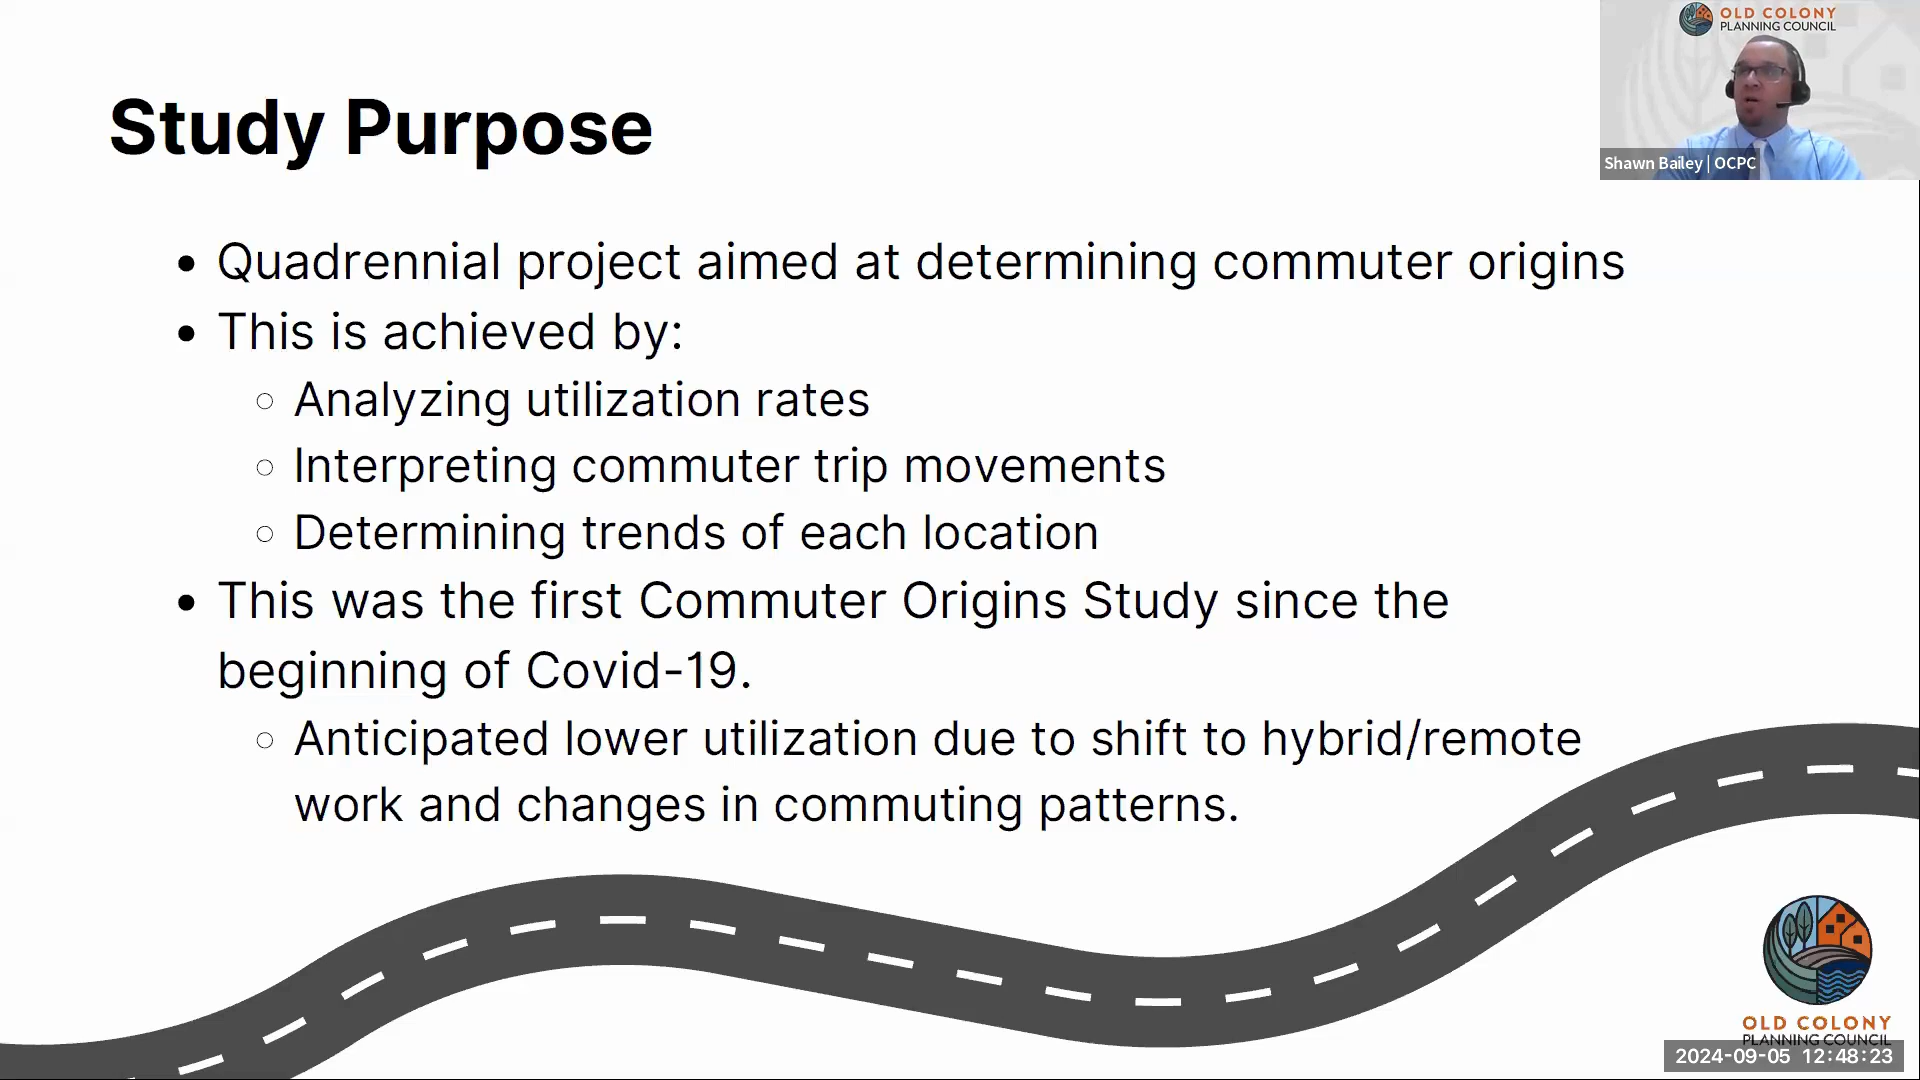 OLD COLONY
PLANNING COUNCIL
Study Purpose
Shawn Bailey | OCPC
• Quadrennial project aimed at determining commuter origins
• This is achieved by:
○ Analyzing utilization rates
○ Interpreting commuter trip movements
○ Determining trends of each location
• This was the first Commuter Origins Study since the
beginning of Covid-19.
○ Anticipated lower utilization due to shift to hybrid/remote
work and changes in commuting patterns.
OLD COLONY
PLANNING COUNCIL
2024-09-05 12:48:23